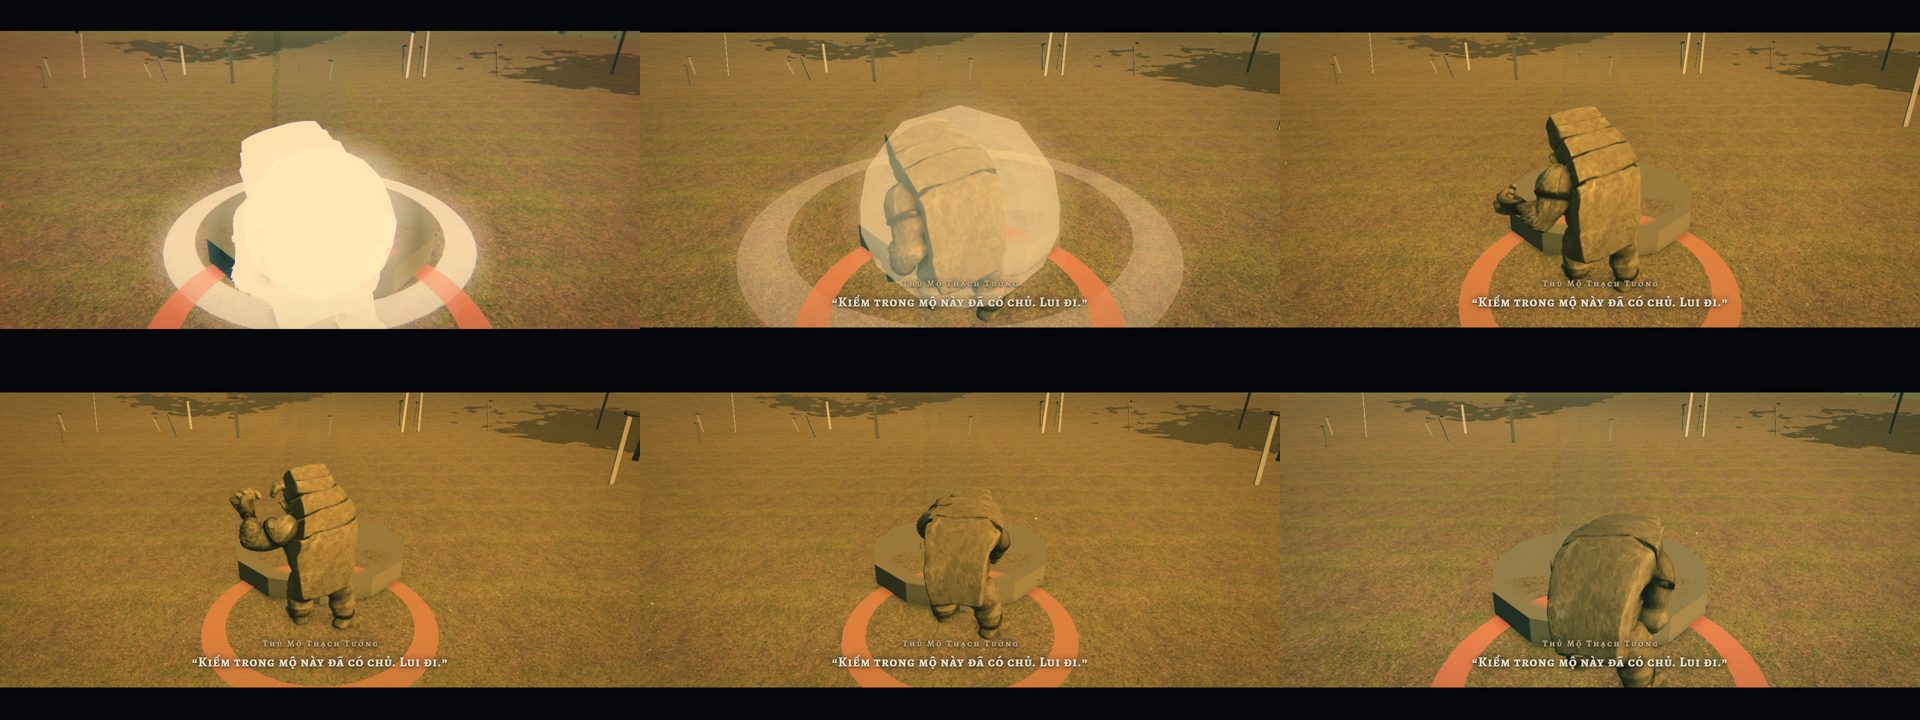 Thủ Mộ Thạch Tướng
“Kiếm trong mộ này đã có chủ. Lui đi.”
Thủ Mộ Thạch Tướng
“Kiếm trong mộ này đã có chủ. Lui đi.”
Thủ Mộ Thạch Tướng
“Kiếm trong mộ này đã có chủ. Lui đi.”
Thủ Mộ Thạch Tướng
“Kiếm trong mộ này đã có chủ. Lui đi.”
Thủ Mộ Thạch Tướng
“Kiếm trong mộ này đã có chủ. Lui đi.”